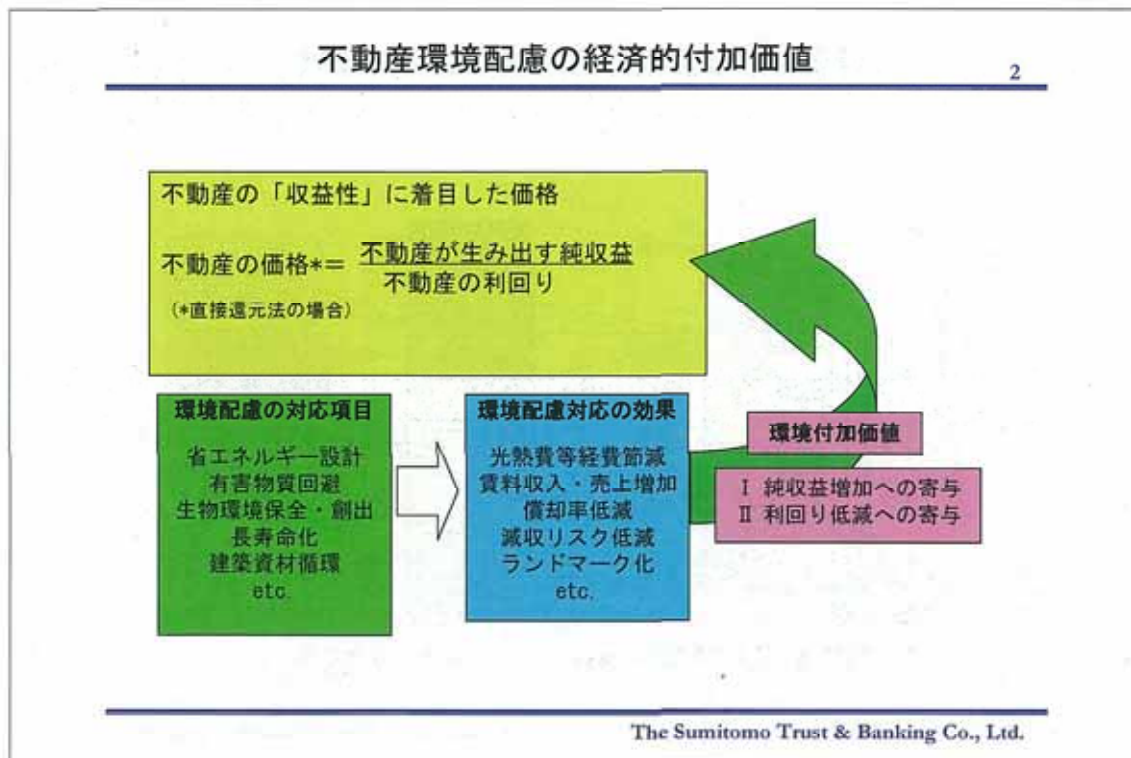 不動産環境配慮の経済的付加価値
2
不動産の「収益性」に着目した価格
不動産の価格*=
不動産が生み出す純収益
不動産の利回り
(*直接還元法の場合)
環境配慮の対応項目
省エネルギー設計
有害物質回避
生物環境保全・創出
長寿命化
建築資材循環
etc.
環境配慮対応の効果
光熱費等経費節減
賃料収入・売上増加
償却率低減
減収リスク低減
ランドマーク化
etc.
環境付加価値
Ⅰ 純収益増加への寄与
Ⅱ 利回り低減への寄与
The Sumitomo Trust & Banking Co., Ltd.